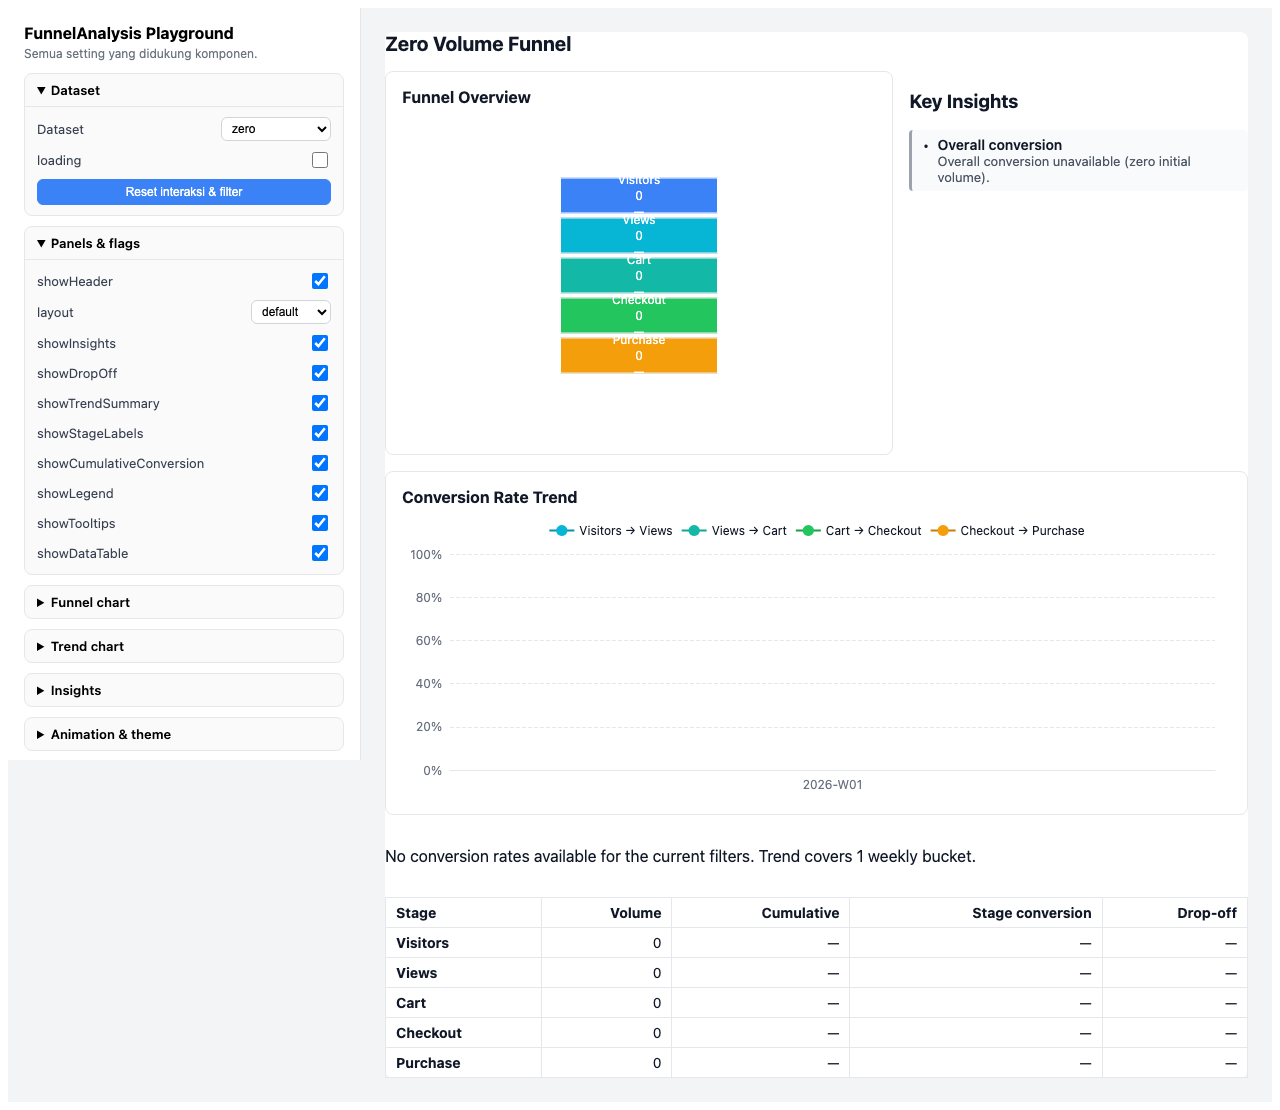 FunnelAnalysis Playground
Semua setting yang didukung komponen.
▼ Dataset
Dataset zero
loading
Reset interaksi & filter
▼ Panels & flags
showHeader
layout default
showInsights
showDropOff
showTrendSummary
showStageLabels
showCumulativeConversion
showLegend
showTooltips
showDataTable
▶ Funnel chart
▶ Trend chart
▶ Insights
▶ Animation & theme
Zero Volume Funnel
Funnel Overview
Visitors
0
—
Views
0
—
Cart
0
—
Checkout
0
—
Purchase
0
—
Key Insights
• Overall conversion
Overall conversion unavailable (zero initial
volume).
Conversion Rate Trend
Visitors → Views Views → Cart Cart → Checkout Checkout → Purchase
100%
80%
60%
40%
20%
0%
2026-W01
No conversion rates available for the current filters. Trend covers 1 weekly bucket.
Stage Volume Cumulative Stage conversion Drop-off
Visitors 0 — — —
Views 0 — — —
Cart 0 — — —
Checkout 0 — — —
Purchase 0 — — —